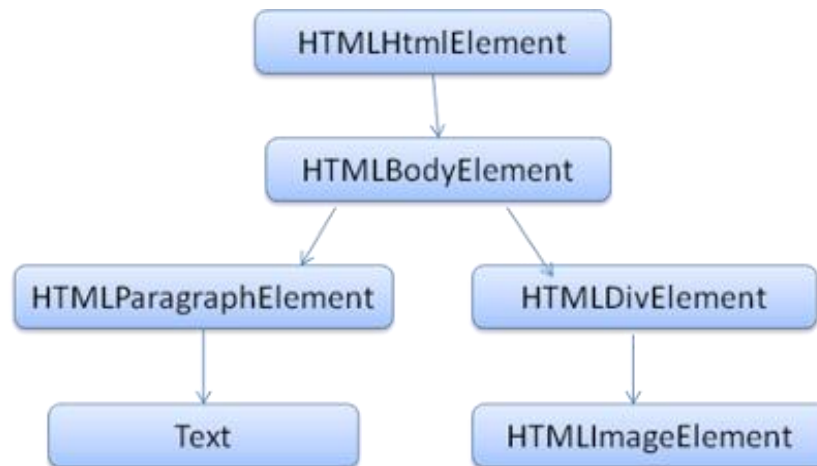 HTMLHtmlElement
HTMLBodyElement
HTMLParagraphElement
HTMLDivElement
Text
HTMLImageElement